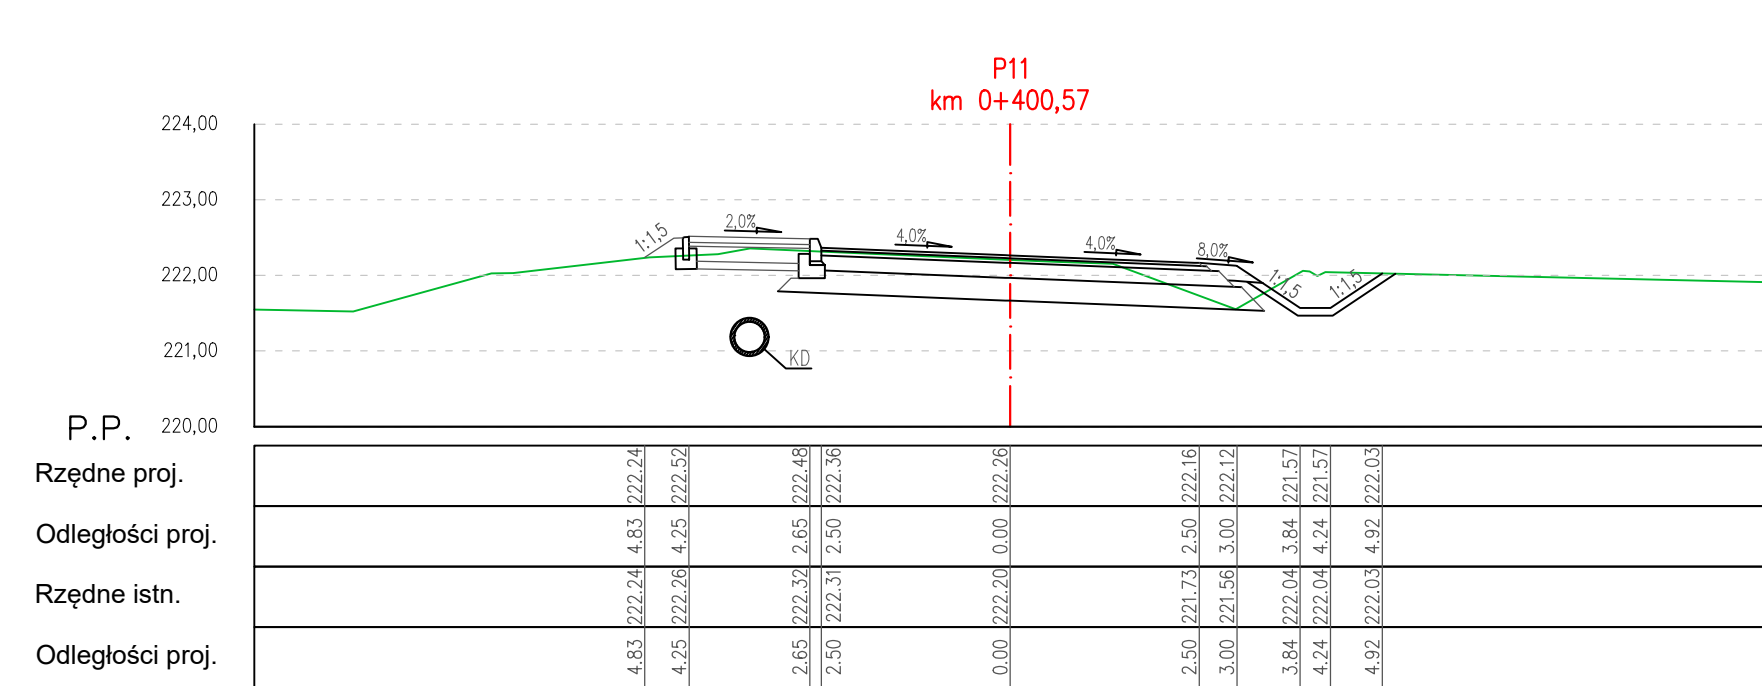 P11
km 0+400,57
224,00
223,00
222,00
221,00
220,00
P.P.
1:1,5
2,0%
4,0%
4,0%
8,0%
1:1,5
1:1,5
KD
Rzędne proj.
222.24 222.52 222.48 222.36 222.26 222.16 222.12 221.57 221.57 222.03
Odległości proj.
4.83 4.25 2.65 2.50 0.00 2.50 3.00 3.84 4.24 4.92
Rzędne istn.
222.24 222.26 222.32 222.31 222.20 221.73 221.56 222.04 222.04 222.03
Odległości proj.
4.83 4.25 2.65 2.50 0.00 2.50 3.00 3.84 4.24 4.92